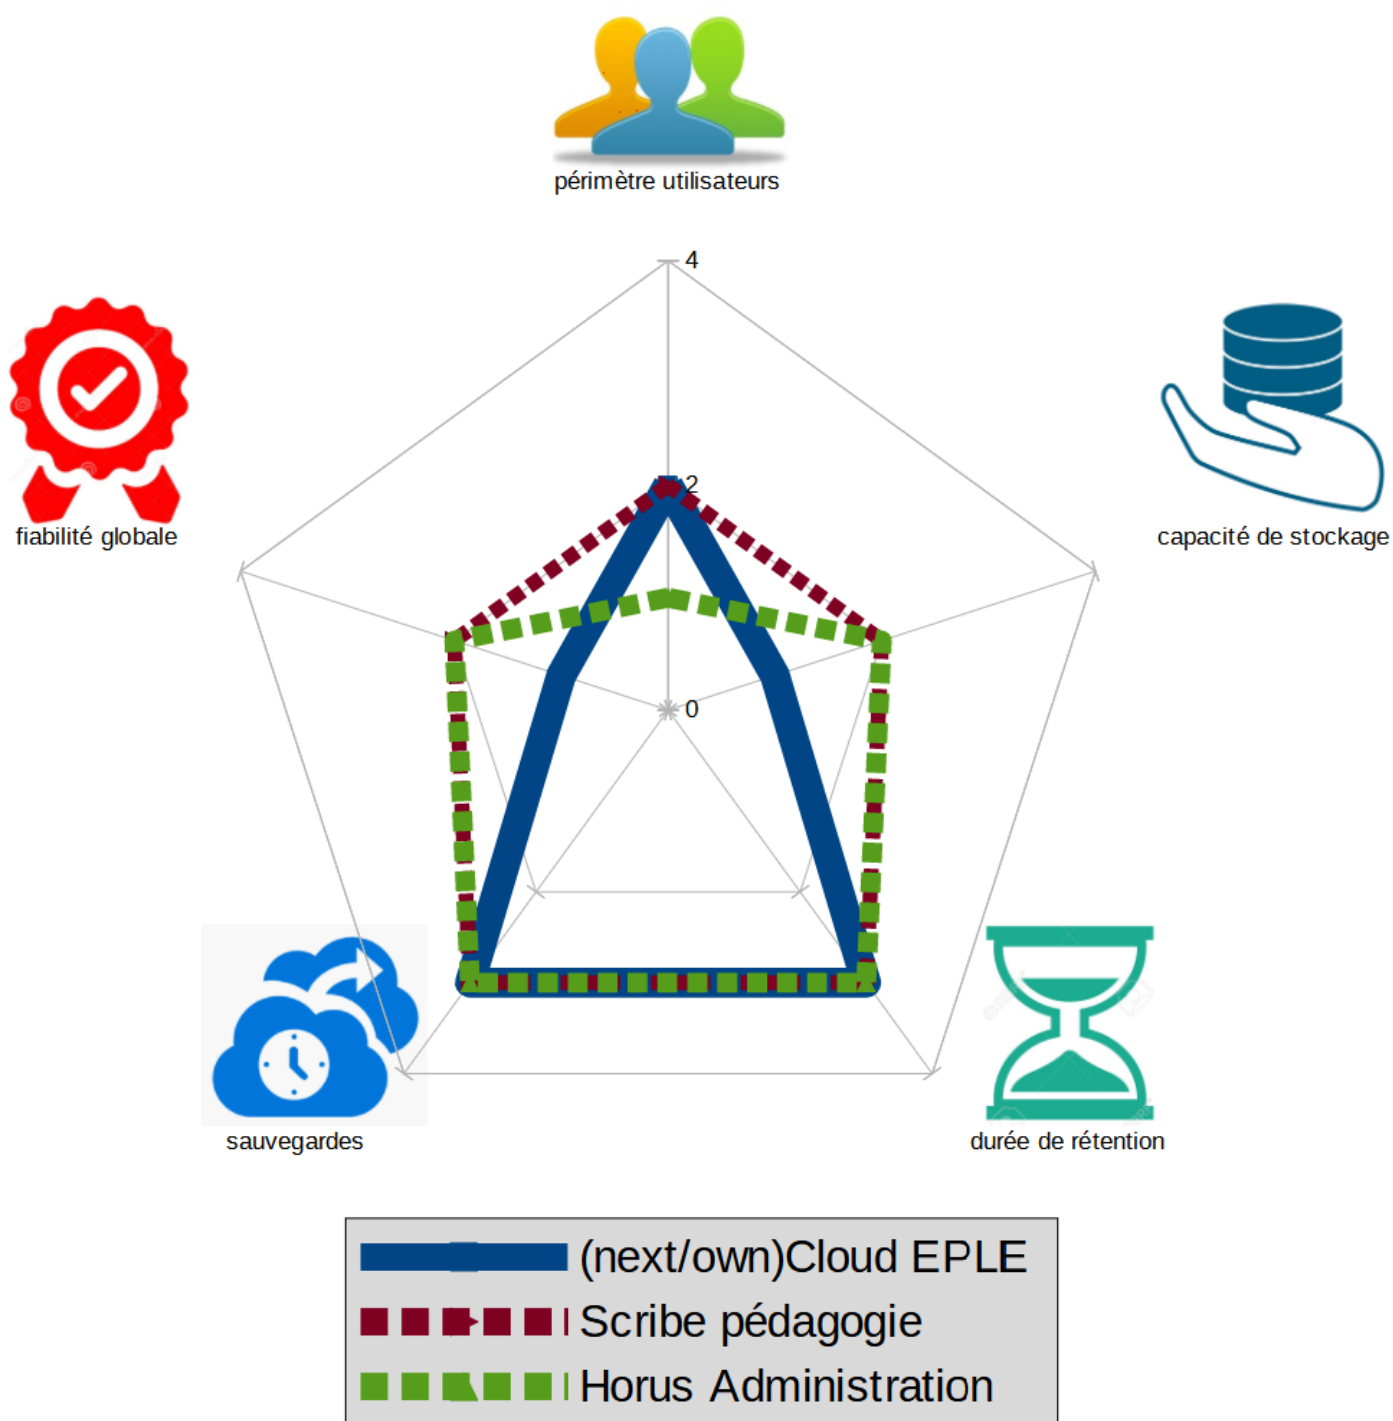 périmètre utilisateurs
4
fiabilité globale
capacité de stockage
2
0
sauvegardes
durée de rétention
(next/own)Cloud EPLE
Scribe pédagogie
Horus Administration